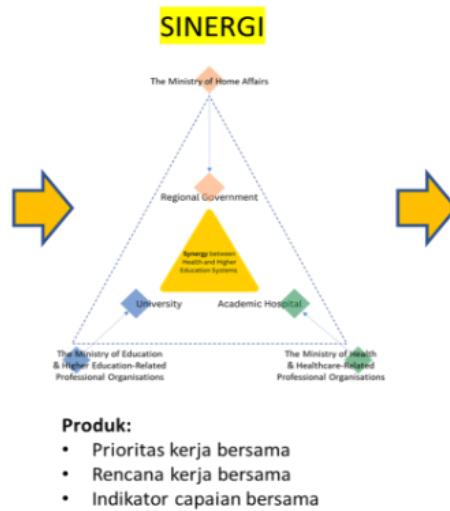 SINERGI
The Ministry of Home Affairs
Regional Government
Synergy between
Health and Higher
Education Systems
University
Academic Hospital
The Ministry of Education
& Higher Education-Related
Professional Organisations
The Ministry of Health
& Healthcare-Related
Professional Organisations
Produk:
• Prioritas kerja bersama
• Rencana kerja bersama
• Indikator capaian bersama